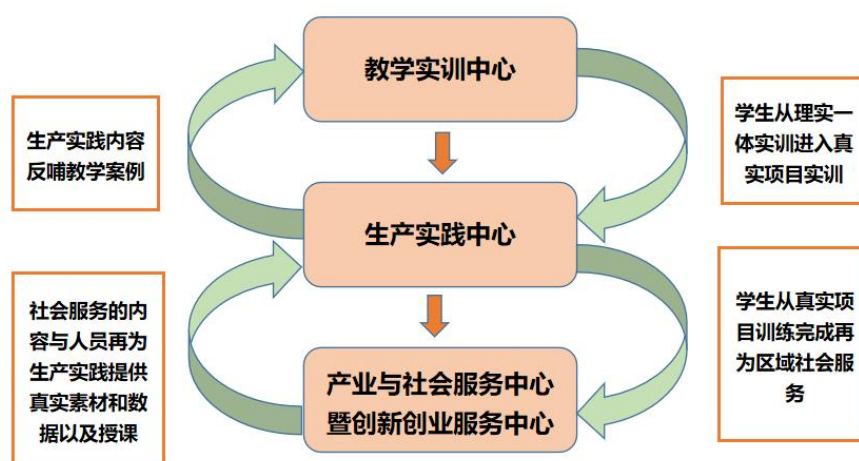 教学实训中心
生产实践内容
反哺教学案例
学生从理实一
体实训进入真
实项目实训
生产实践中心
社会服务的内
容与人员再为
生产实践提供
真实素材和数
据以及授课
学生从真实项
目训练完成再
为区域社会服
务
产业与社会服务中心
暨创新创业服务中心